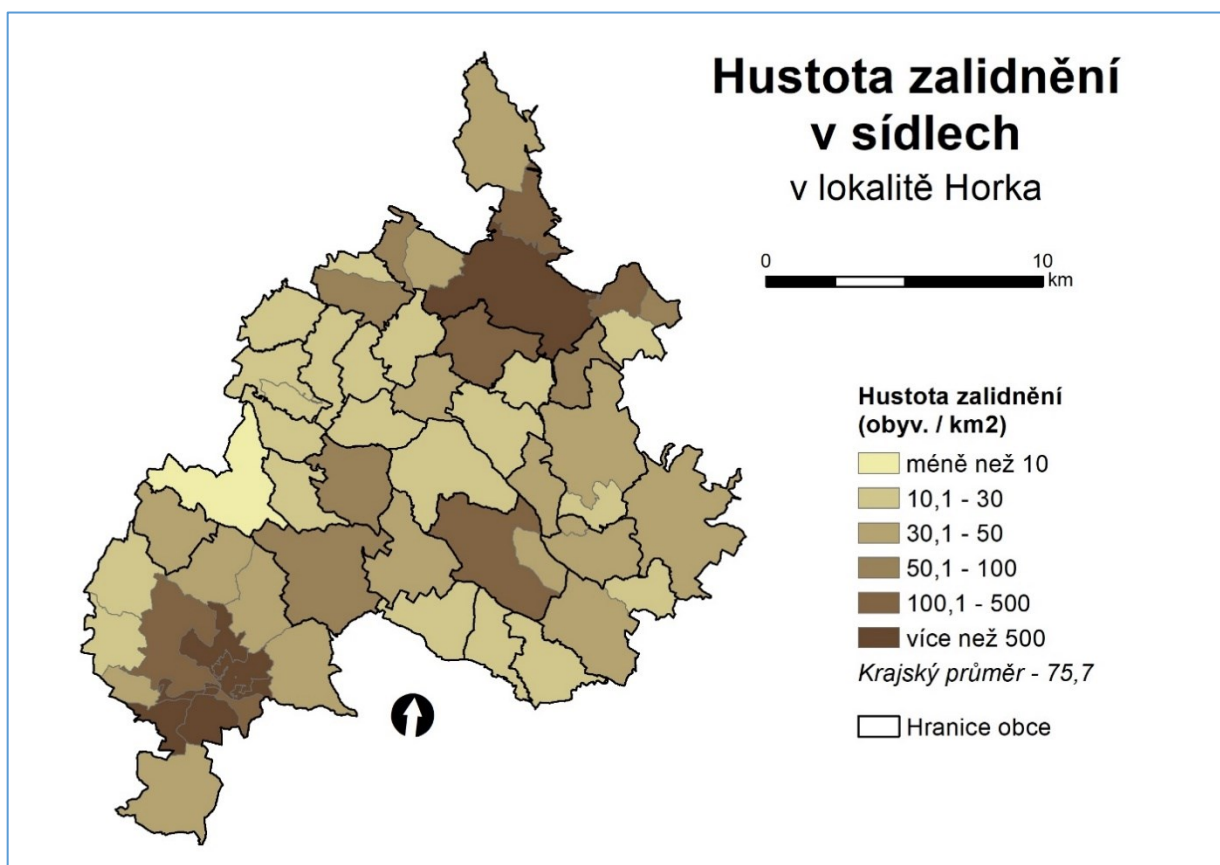 Hustota zalidnění
v sídlech
v lokalitě Horka
0 10
km
Hustota zalidnění
(obyv. / km2)
méně než 10
10,1 - 30
30,1 - 50
50,1 - 100
100,1 - 500
více než 500
Krajský průměr - 75,7
Hranice obce